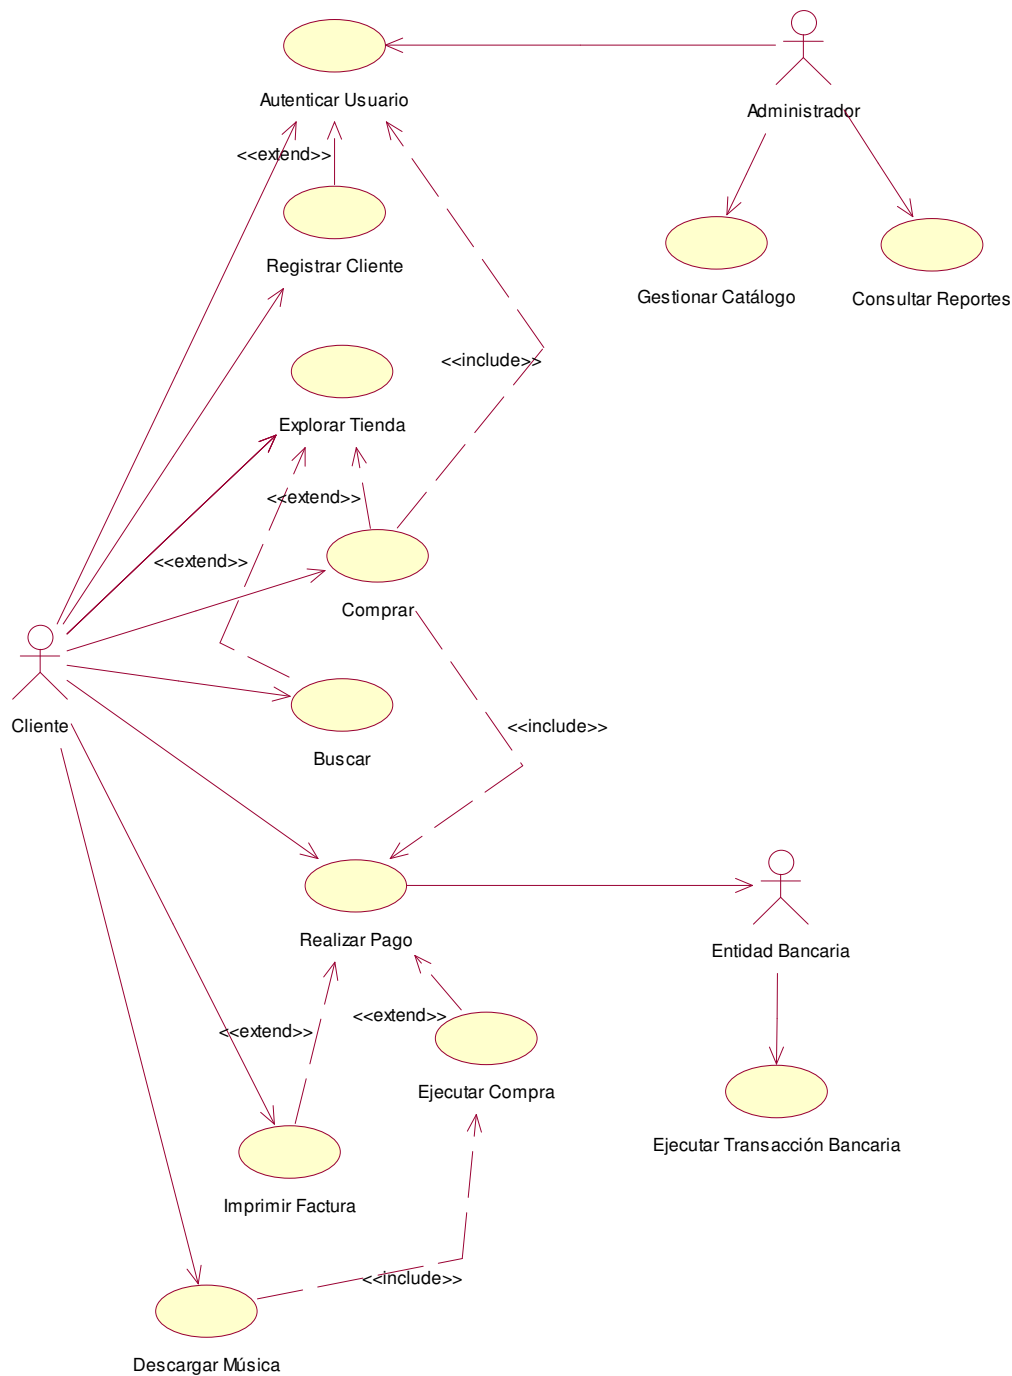 Autenticar Usuario
Administrador
<<extend>>
Registrar Cliente
Gestionar Catálogo
Consultar Reportes
<<include>>
Explorar Tienda
<<extend>>
<<extend>>
Comprar
Cliente
<<include>>
Buscar
Realizar Pago
Entidad Bancaria
<<extend>>
<<extend>>
Ejecutar Compra
Ejecutar Transacción Bancaria
Imprimir Factura
<<include>>
Descargar Música